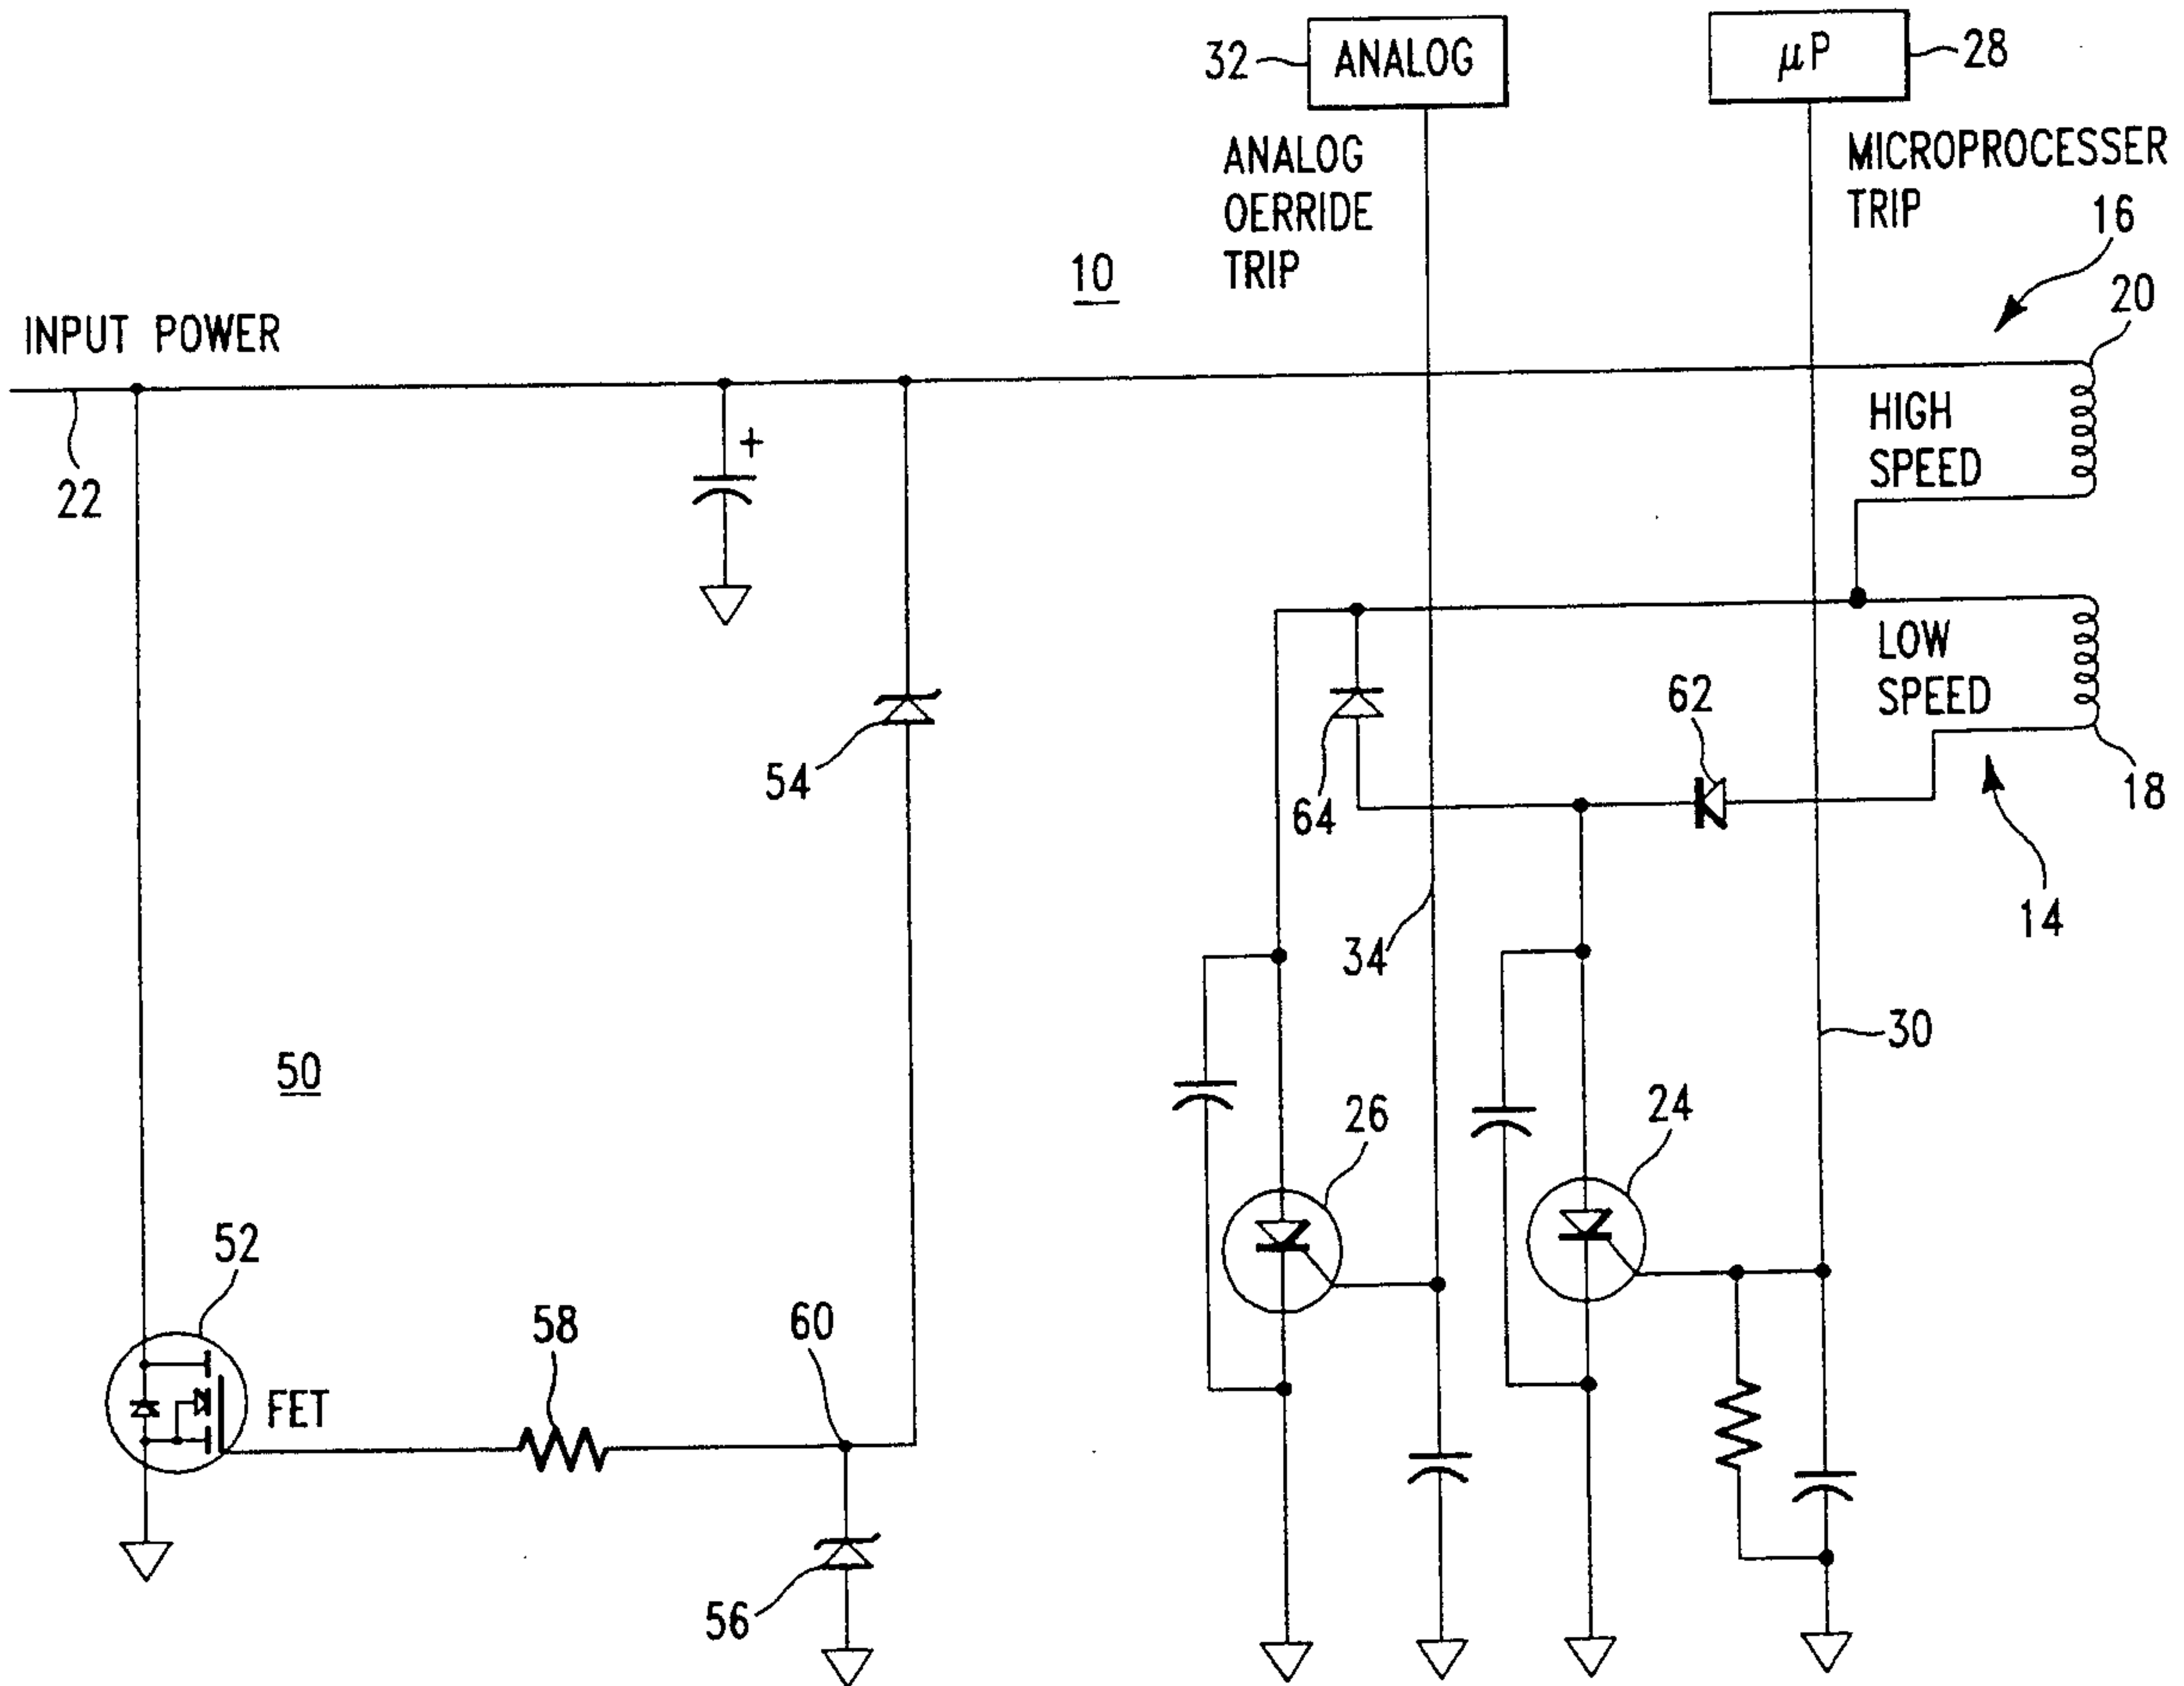 32
ANALOG
μP
28
ANALOG
OERRIDE
TRIP
MICROPROCESSER
TRIP
16
10
20
INPUT POWER
22
+
HIGH
SPEED
LOW
SPEED
62
54
64
18
34
14
30
50
26
24
52
58
60
FET
56